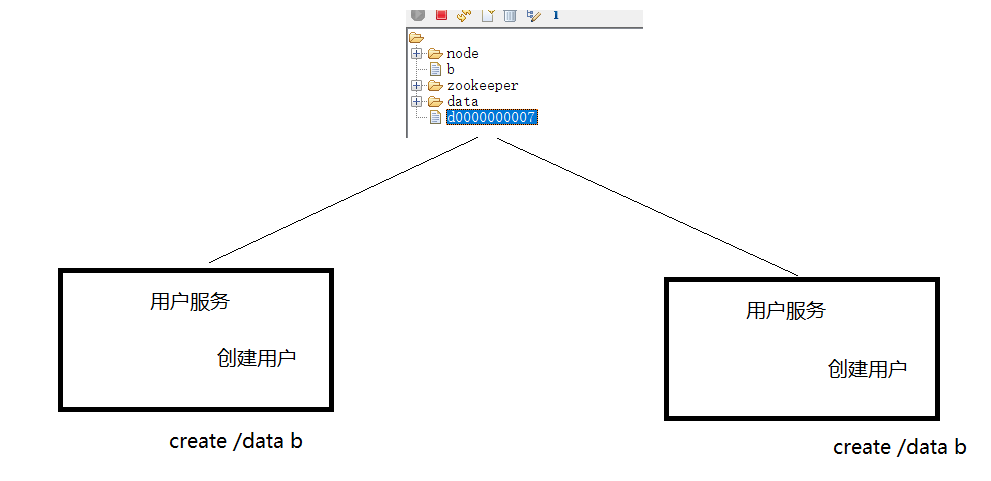 node
b
zookeeper
data
d0000000007
用户服务
创建用户
create /data b
用户服务
创建用户
create /data b